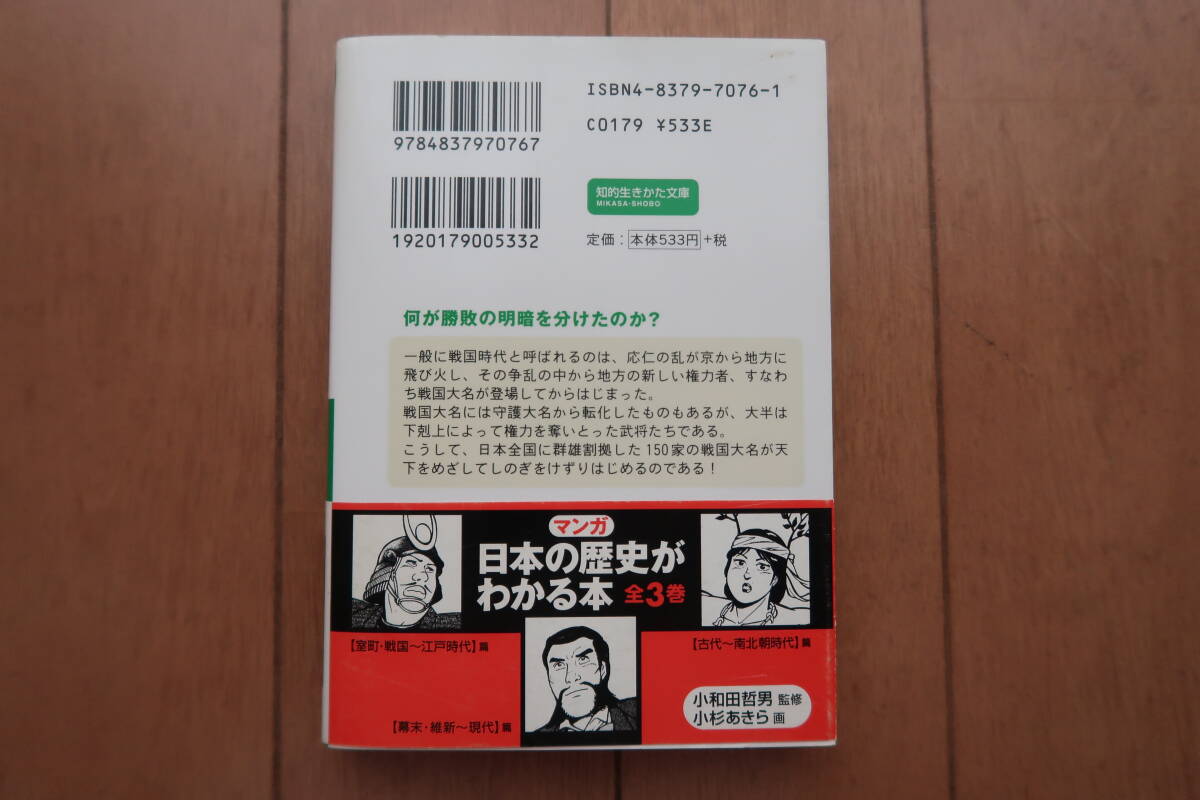 ISBN4-8379-7076-1
C0179 ¥533E
9784837970767
知的生きかた文庫
MIKASA-SHOBO
1920179005332
定価：本体533円+税
何が勝敗の明暗を分けたのか？
一般に戦国時代と呼ばれるのは、応仁の乱が京から地方に
飛び火し、その争乱の中から地方の新しい権力者、すなわ
ち戦国大名が登場してからはじまった。
戦国大名には守護大名から転化したものもあるが、大半は
下剋上によって権力を奪いとった武将たちである。
こうして、日本全国に群雄割拠した150家の戦国大名が天
下をめざしてしのぎをけずりはじめるのである！
マンガ
日本の歴史が
わかる本 全3巻
【室町・戦国〜江戸時代】篇
【古代〜南北朝時代】篇
【幕末・維新〜現代】篇
小和田哲男 監修
小杉あきら 画